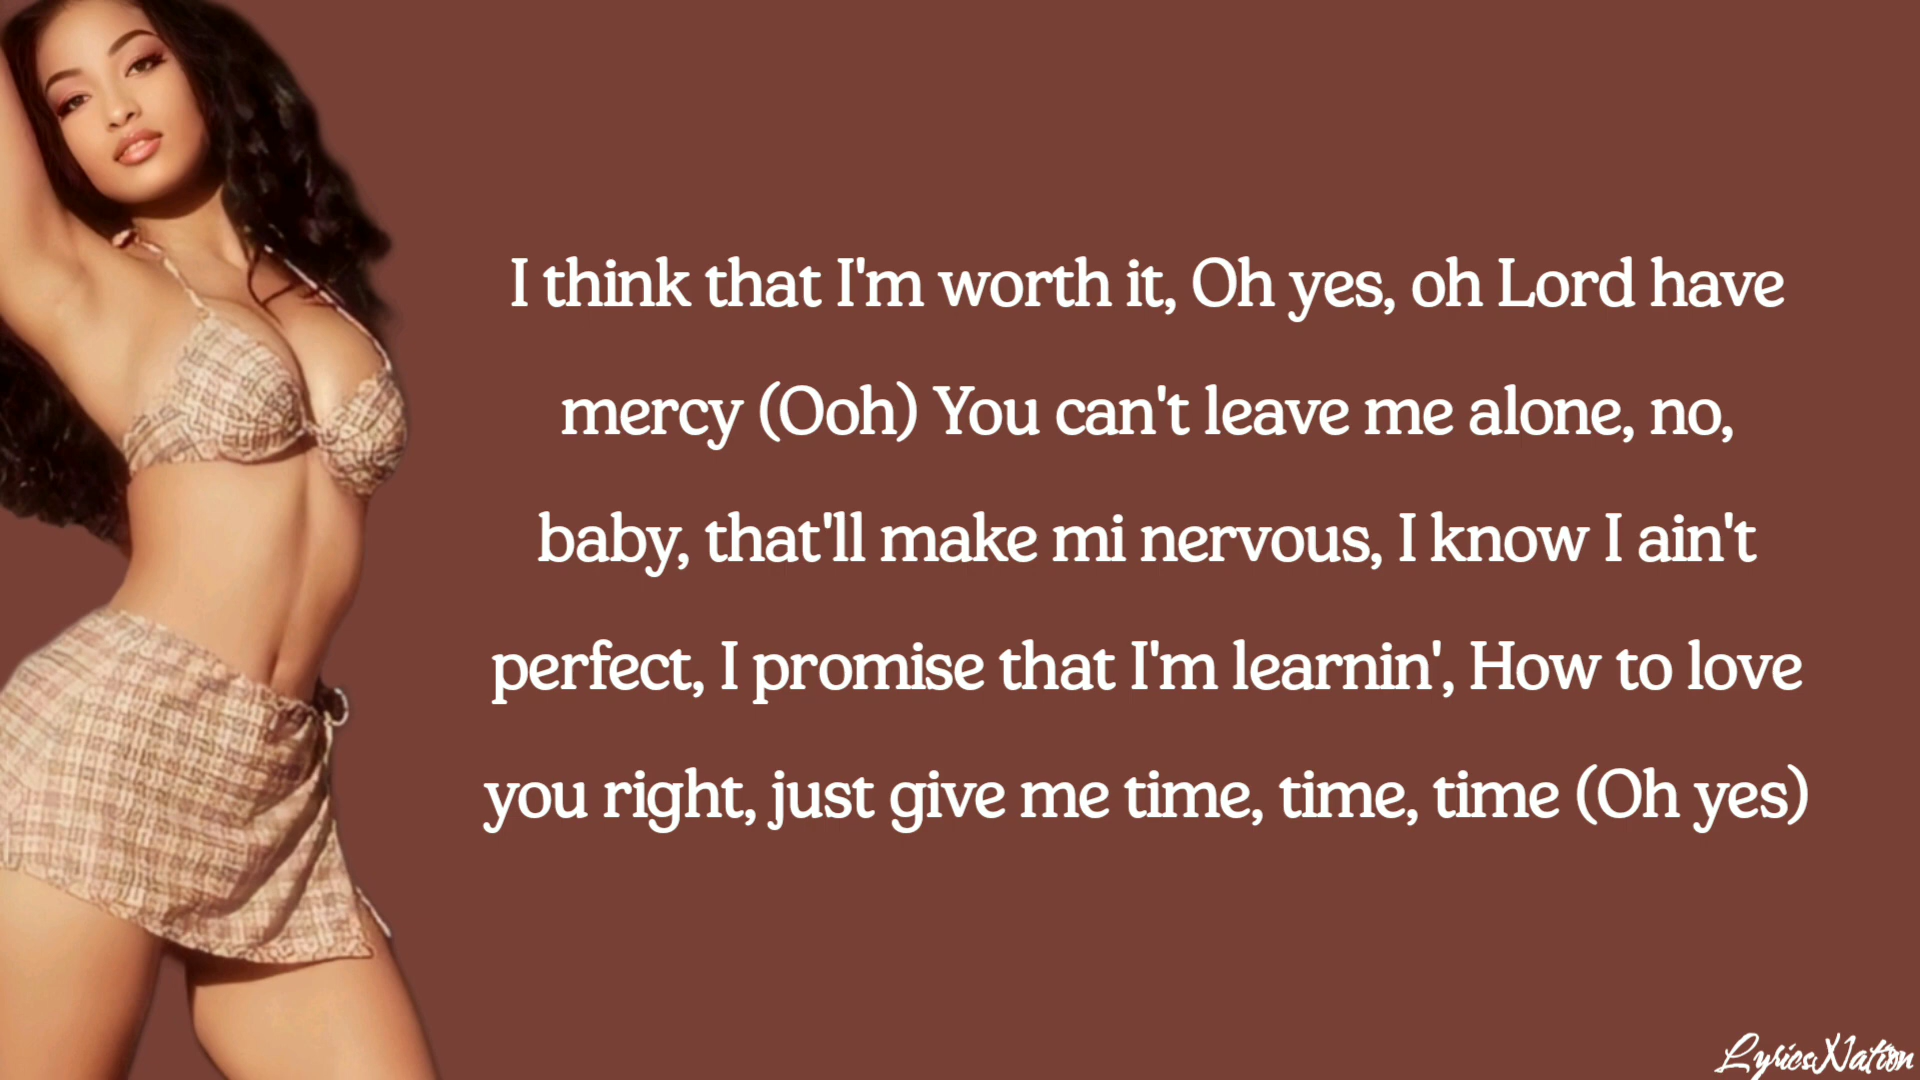 I think that I'm worth it, Oh yes, oh Lord have
mercy (Ooh) You can't leave me alone, no,
baby, that'll make mi nervous, I know I ain't
perfect, I promise that I'm learnin', How to love
you right, just give me time, time, time (Oh yes)
LyricsNation